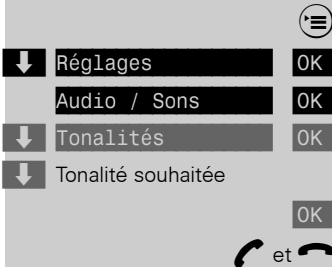 Réglages OK
Audio / Sons OK
Tonalités OK
Tonalité souhaitée
OK
et